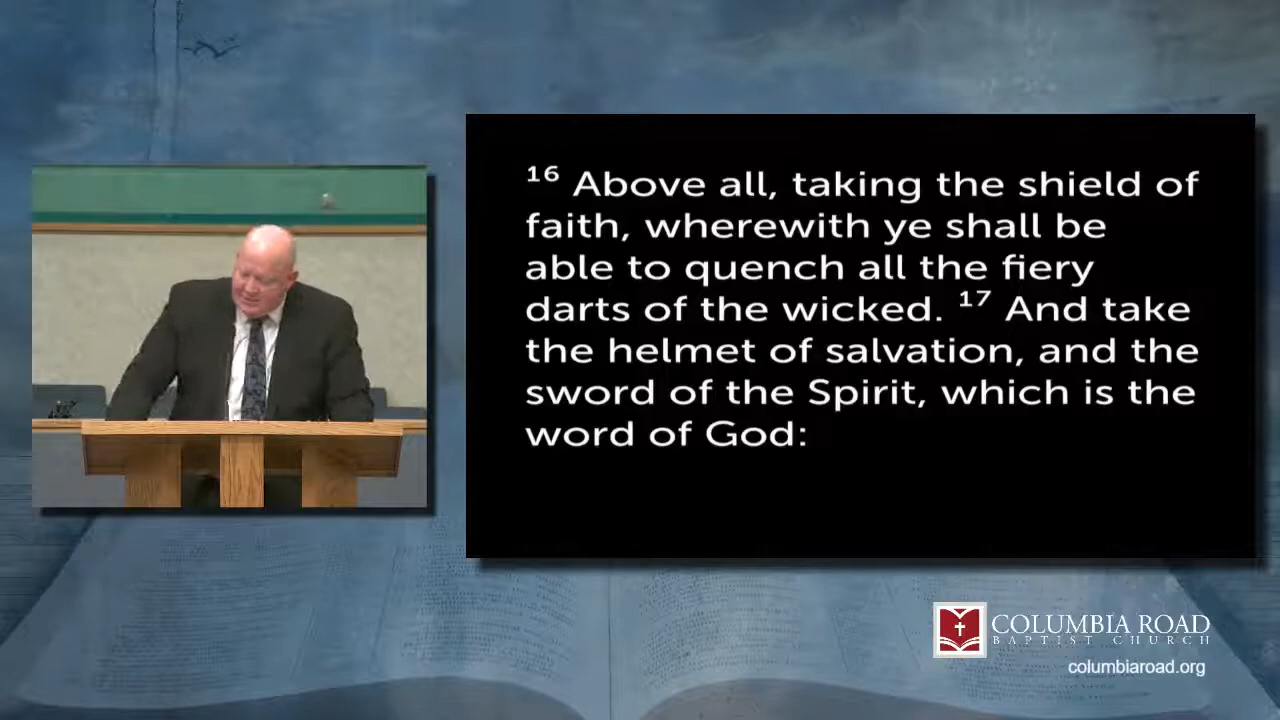 ¹⁶ Above all, taking the shield of
faith, wherewith ye shall be
able to quench all the fiery
darts of the wicked. ¹⁷ And take
the helmet of salvation, and the
sword of the Spirit, which is the
word of God:
COLUMBIA ROAD
BAPTIST CHURCH
columbiaroad.org